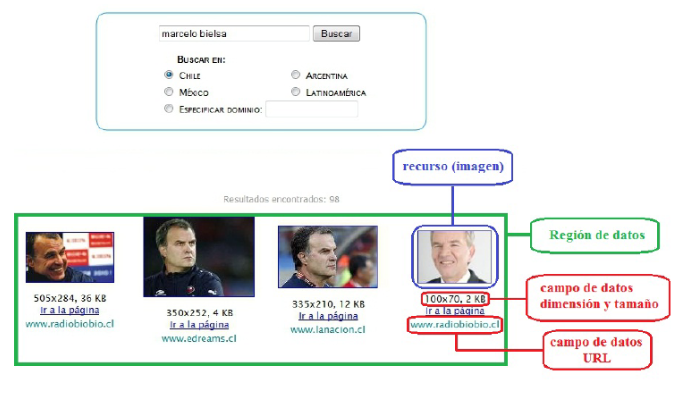 marcelo bielsa Buscar
BUSCAR EN:
CHILE ARGENTINA
MÉXICO LATINOAMÉRICA
ESPECIFICAR DOMINIO:
recurso (imagen)
Resultados encontrados: 98
Región de datos
505x284, 36 KB
Ir a la página
www.radiobiobio.cl
350x252, 4 KB
Ir a la página
www.edreams.cl
335x210, 12 KB
Ir a la página
www.lanacion.cl
100x70, 2 KB
Ir a la página
www.radiobiobio.cl
campo de datos
dimensión y tamaño
campo de datos
URL